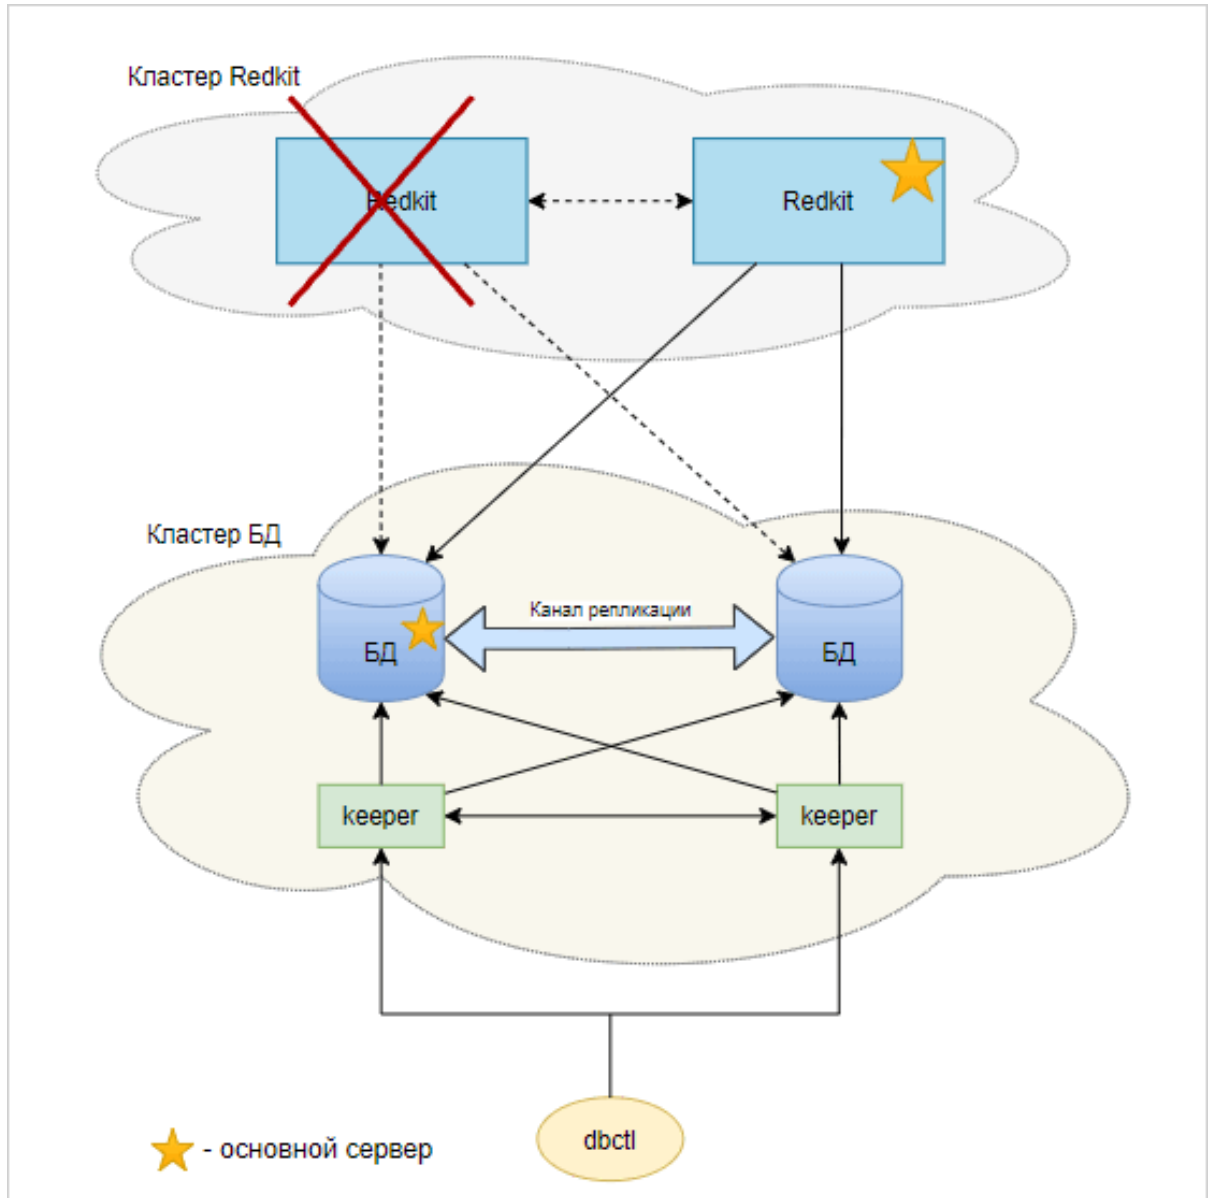 Кластер Redkit
Redkit
Redkit
Кластер БД
Канал репликации
БД
БД
keeper
keeper
dbctl
- основной сервер